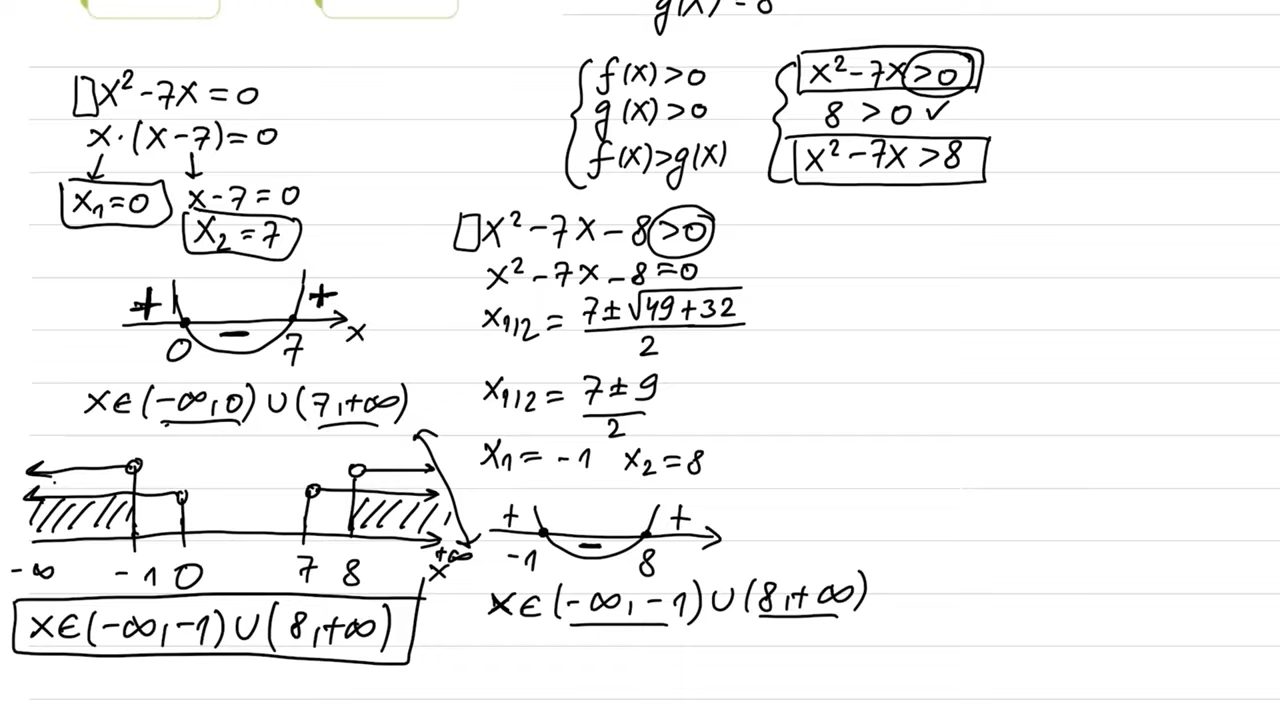 g(x) = 8
f(x) > 0
g(x) > 0
f(x) > g(x)
x² - 7x > 0
8 > 0 ✓
x² - 7x > 8
x² - 7x = 0
x · (x - 7) = 0
x₁ = 0
x - 7 = 0
x₂ = 7
+ - +
0 7 x
x ∈ (-∞, 0) ∪ (7, +∞)
x² - 7x - 8 > 0
x² - 7x - 8 = 0
x₁/₂ = (7 ± √(49 + 32)) / 2
x₁/₂ = (7 ± 9) / 2
x₁ = -1 x₂ = 8
+ - +
-1 8
x ∈ (-∞, -1) ∪ (8, +∞)
-∞ -1 0 7 8 x +∞
x ∈ (-∞, -1) ∪ (8, +∞)